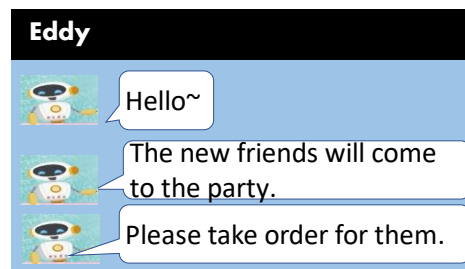 Eddy
Hello~
The new friends will come
to the party.
Please take order for them.